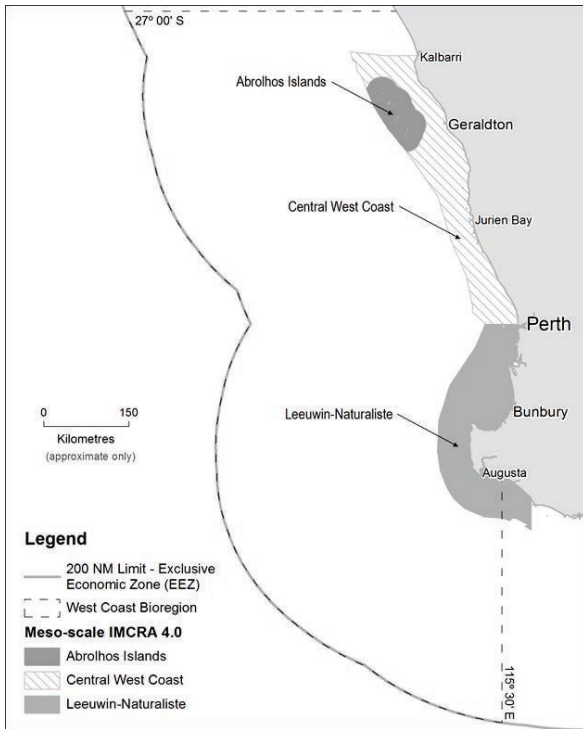 27° 00' S
Kalbarri
Abrolhos Islands
Geraldton
Central West Coast
Jurien Bay
Perth
0 150
Kilometres
(approximate only)
Leeuwin-Naturaliste
Bunbury
Augusta
115° 30' E
Legend
200 NM Limit - Exclusive
Economic Zone (EEZ)
West Coast Bioregion
Meso-scale IMCRA 4.0
Abrolhos Islands
Central West Coast
Leeuwin-Naturaliste